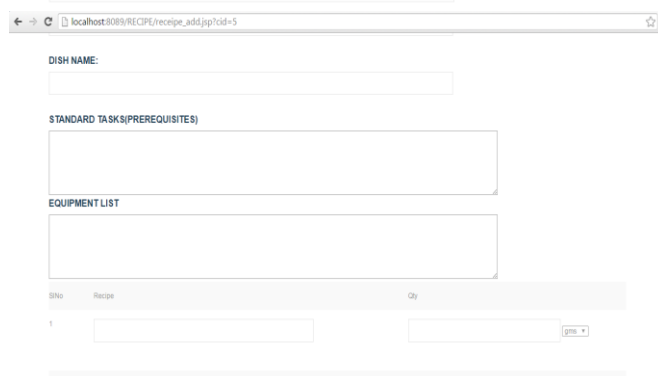 localhost:8089/RECIPE/receipe_add.jsp?cid=5
DISH NAME:
STANDARD TASKS(PREREQUISITES)
EQUIPMENT LIST
SlNo Recipe Qty
1 gms